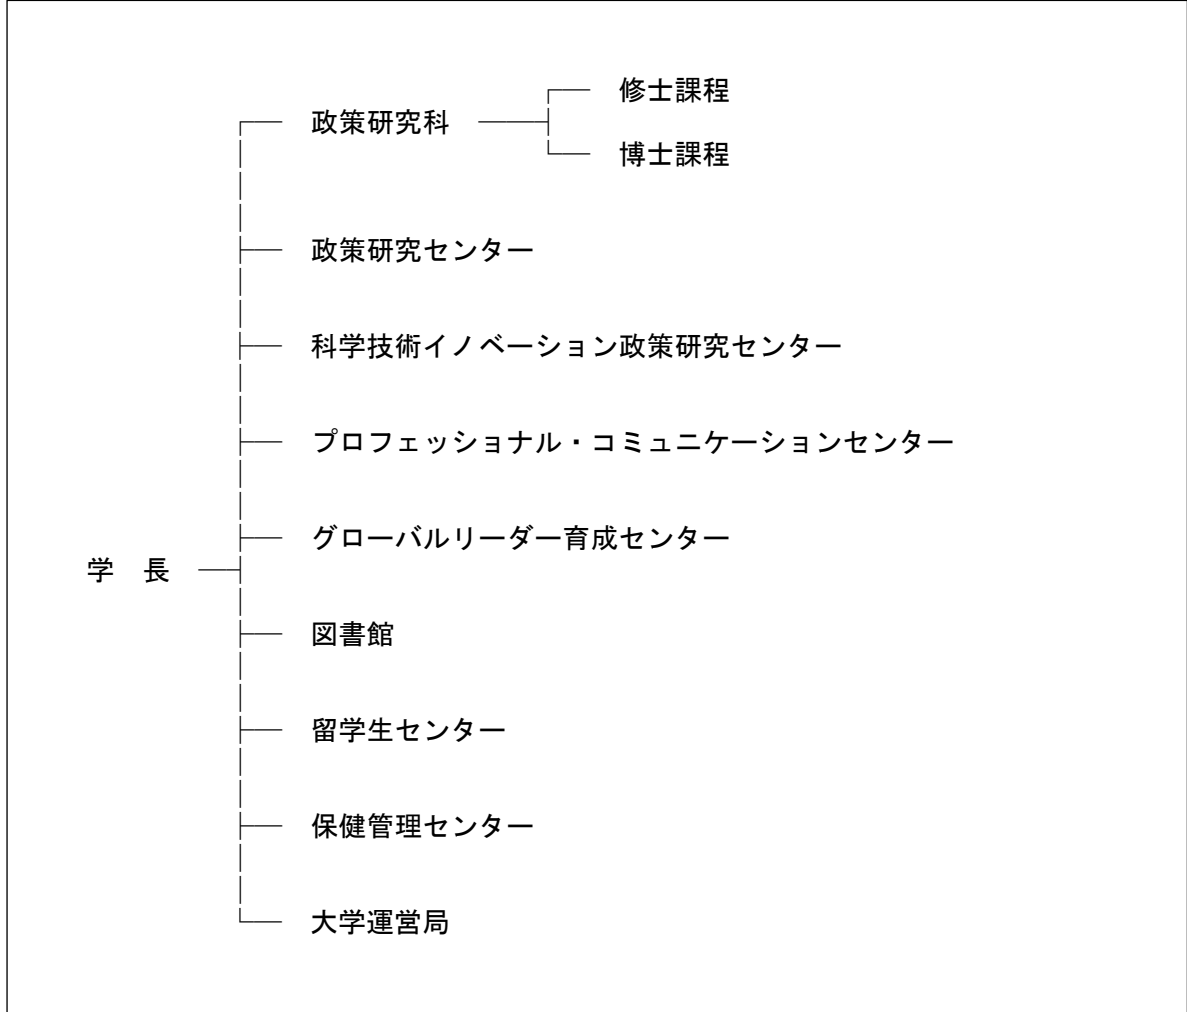 修士課程
政策研究科
博士課程
政策研究センター
科学技術イノベーション政策研究センター
プロフェッショナル・コミュニケーションセンター
グローバルリーダー育成センター
学　長
図書館
留学生センター
保健管理センター
大学運営局